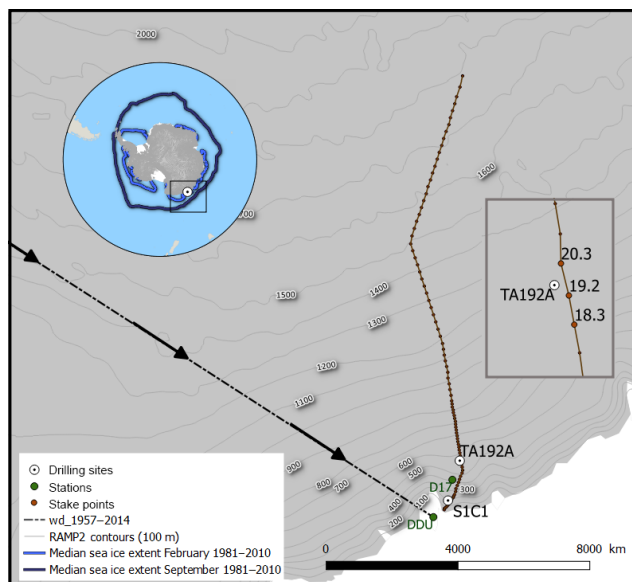 2000
1600
1500
1400
1300
1200
1100
900
800
700
600
500
400
200
300
20.3
19.2
TA192A
18.3
TA192A
D17
S1C1
DDU
Drilling sites
Stations
Stake points
wd_1957–2014
RAMP2 contours (100 m)
Median sea ice extent February 1981–2010
Median sea ice extent September 1981–2010
0 4000 8000 km